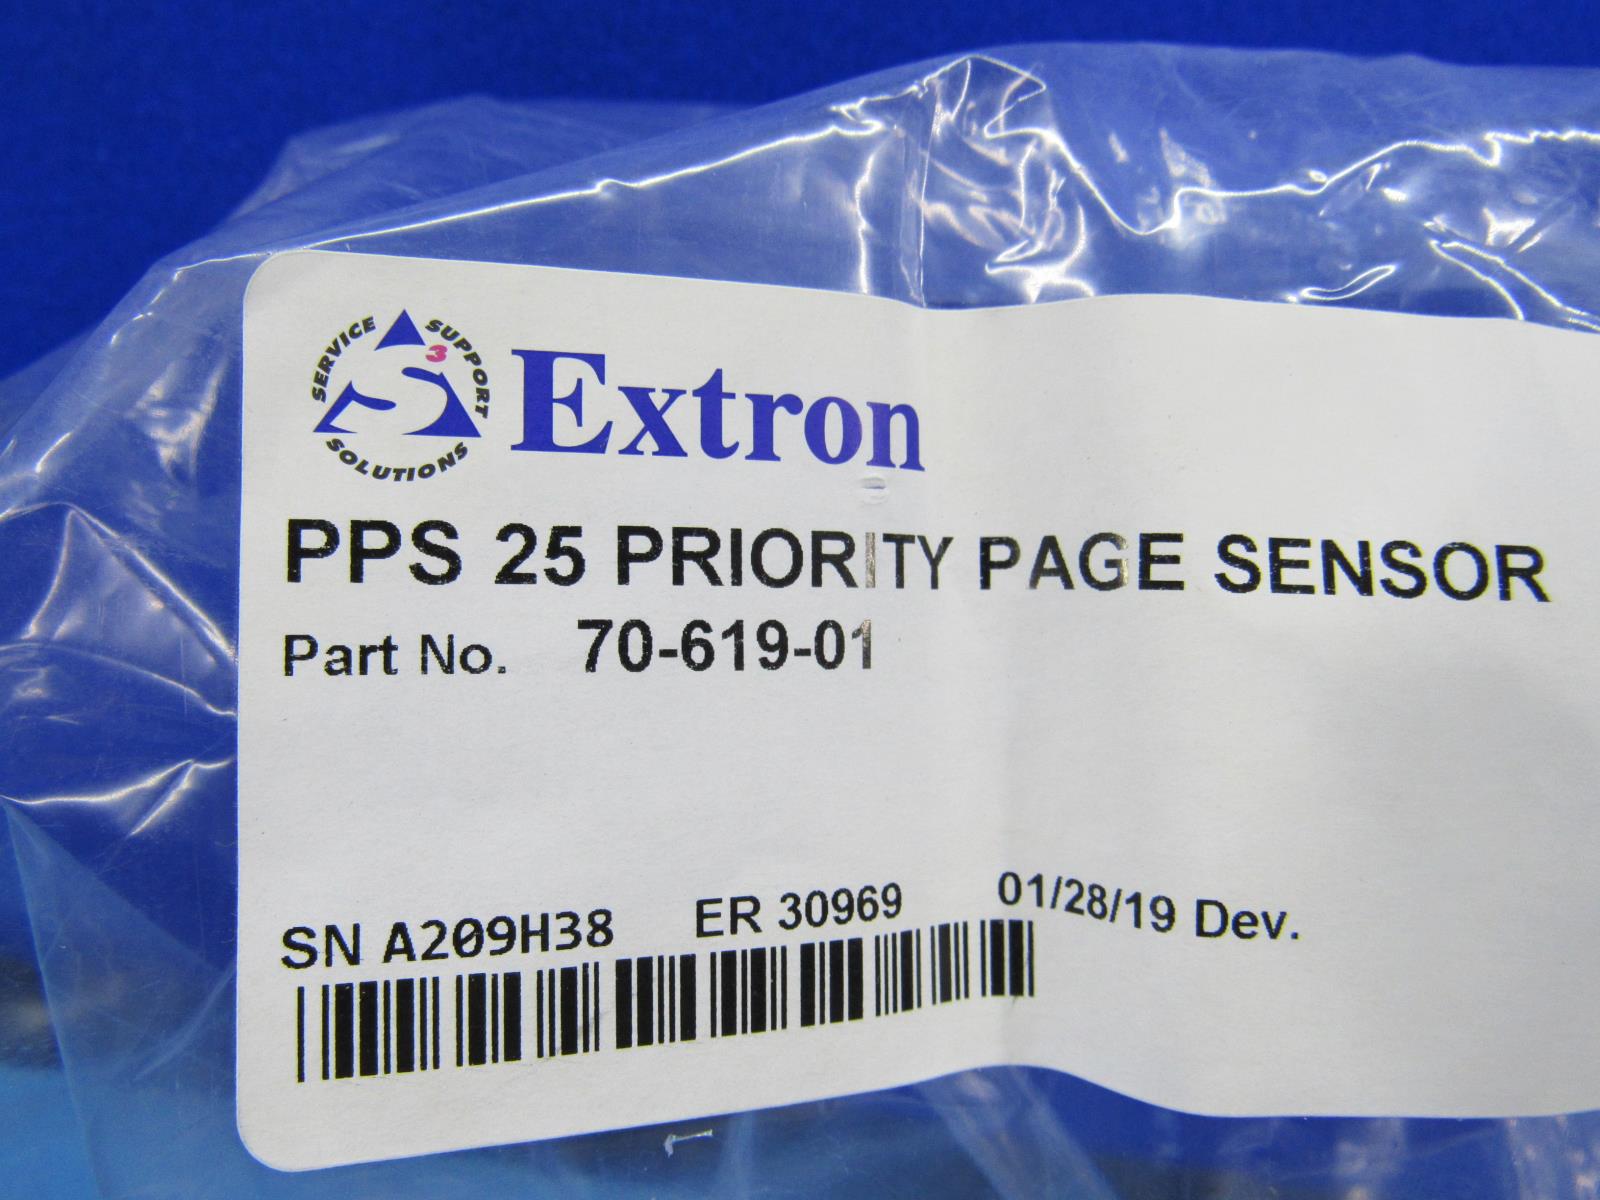 SERVICE SUPPORT SOLUTIONS
S3
Extron
PPS 25 PRIORITY PAGE SENSOR
Part No. 70-619-01
SN A209H38 ER 30969 01/28/19 Dev.